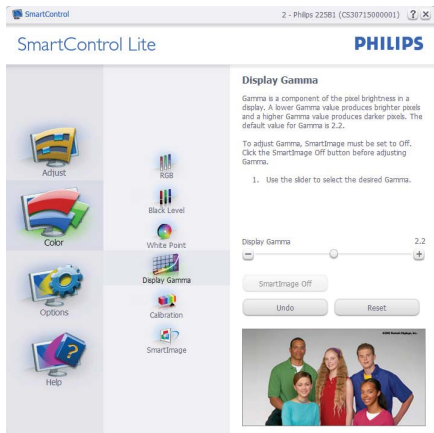 SmartControl
2 - Philips 225B1 (CS30715000001)
? X
SmartControl Lite
PHILIPS
Adjust
Color
Options
Help
RGB
Black Level
White Point
Display Gamma
Calibration
SmartImage
Display Gamma
Gamma is a component of the pixel brightness in a
display. A lower Gamma value produces brighter pixels
and a higher Gamma value produces darker pixels. The
default value for Gamma is 2.2.
To adjust Gamma, SmartImage must be set to Off.
Click the SmartImage Off button before adjusting
Gamma.
1. Use the slider to select the desired Gamma.
Display Gamma 2.2
SmartImage Off
Undo
Reset